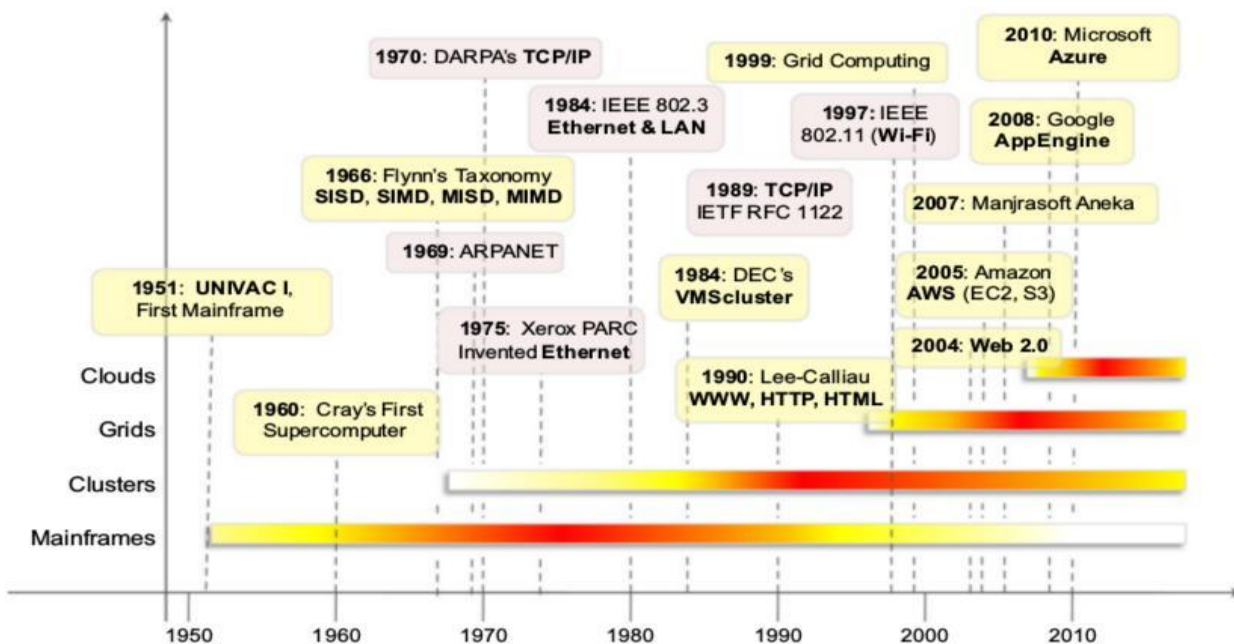 2010: Microsoft
Azure
1970: DARPA's TCP/IP
1999: Grid Computing
1984: IEEE 802.3
Ethernet & LAN
1997: IEEE
802.11 (Wi-Fi)
2008: Google
AppEngine
1966: Flynn's Taxonomy
SISD, SIMD, MISD, MIMD
1989: TCP/IP
IETF RFC 1122
2007: Manjrasoft Aneka
1969: ARPANET
1951: UNIVAC I,
First Mainframe
1984: DEC's
VMScluster
2005: Amazon
AWS (EC2, S3)
1975: Xerox PARC
Invented Ethernet
2004: Web 2.0
Clouds
1990: Lee-Calliau
WWW, HTTP, HTML
1960: Cray's First
Supercomputer
Grids
Clusters
Mainframes
1950 1960 1970 1980 1990 2000 2010